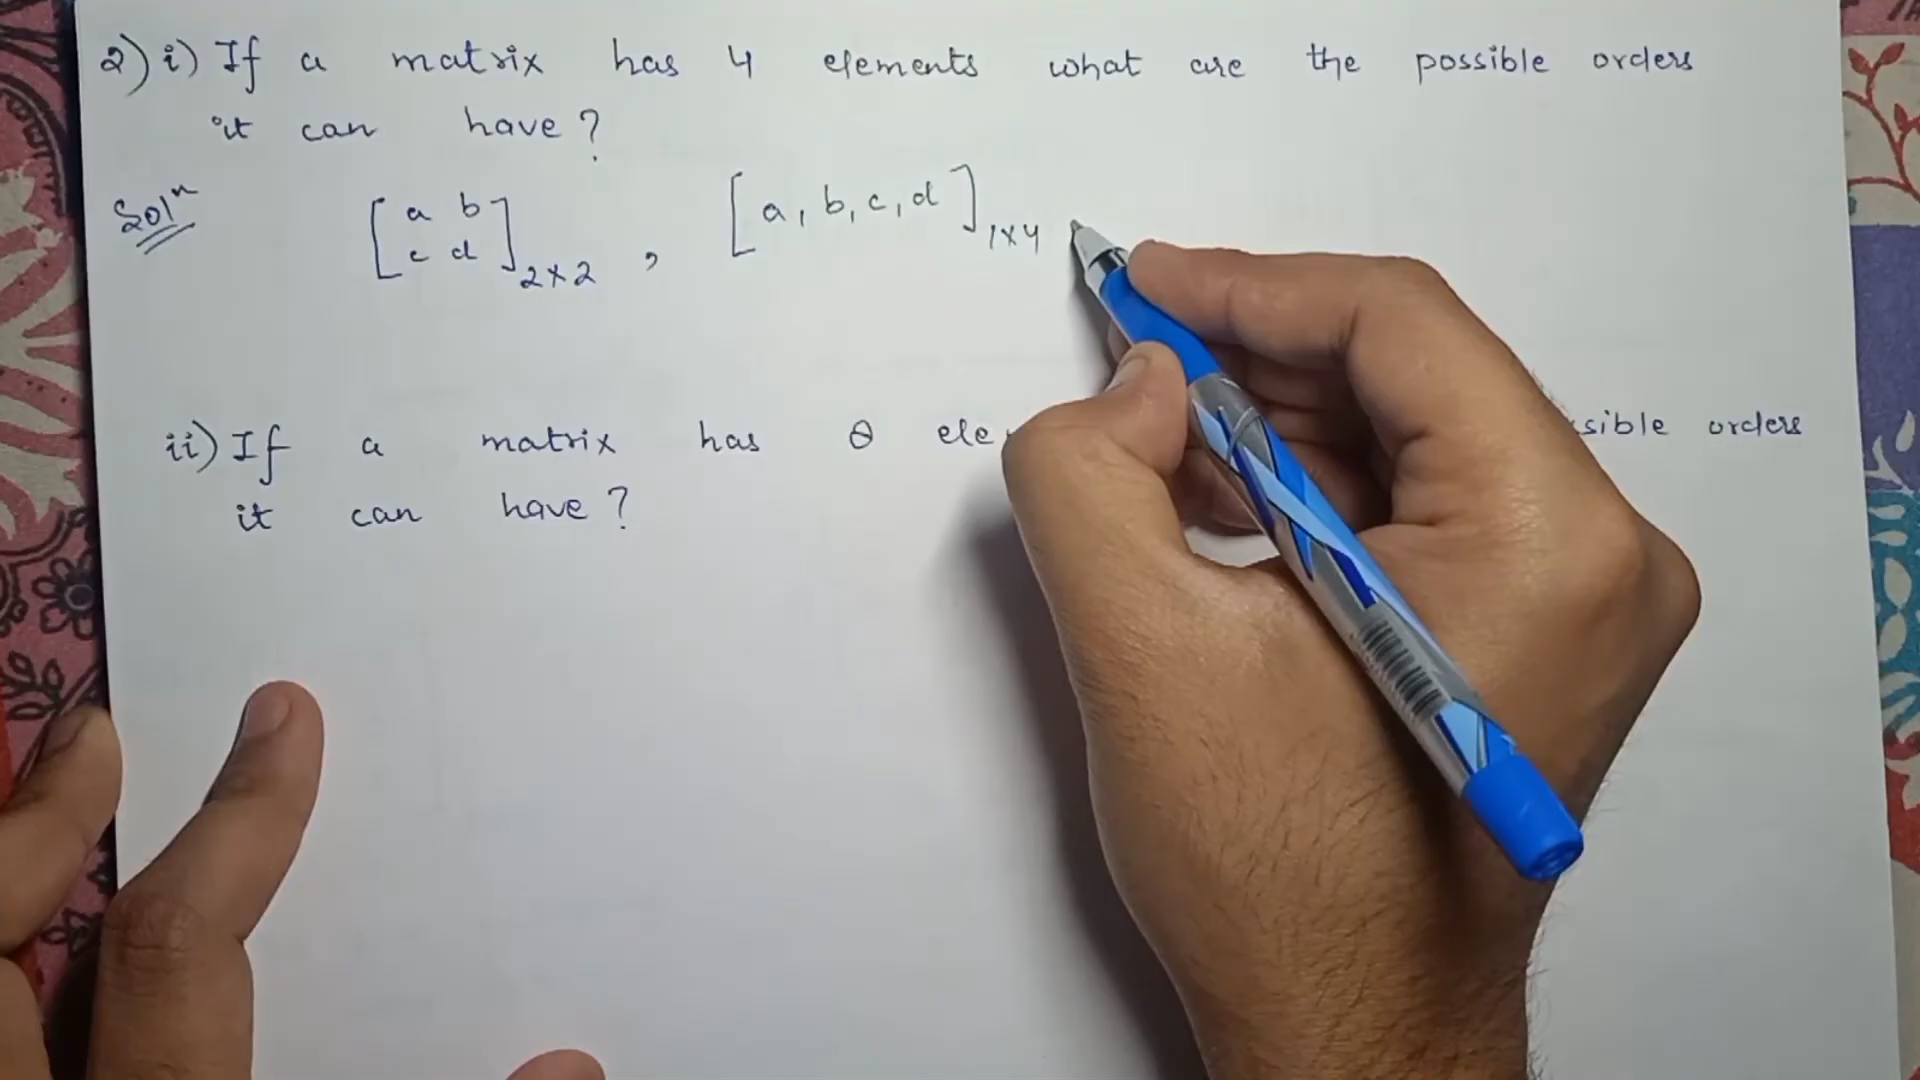 2) i) If a matrix has 4 elements what are the possible orders
it can have?
Solⁿ
[a b
c d]2×2 , [a, b, c, d]1×4
ii) If a matrix has 8 ele sible orders
it can have?